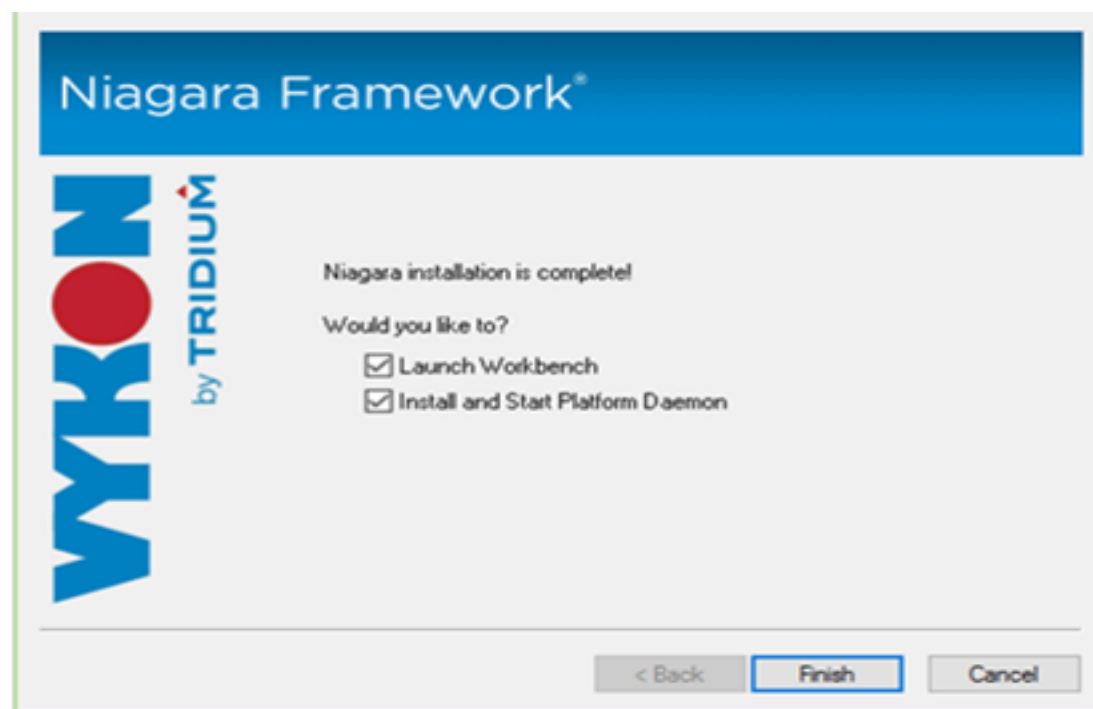 Niagara Framework®
VYKON
by TRIDIUM
Niagara installation is complete!
Would you like to?
Launch Workbench
Install and Start Platform Daemon
< Back
Finish
Cancel